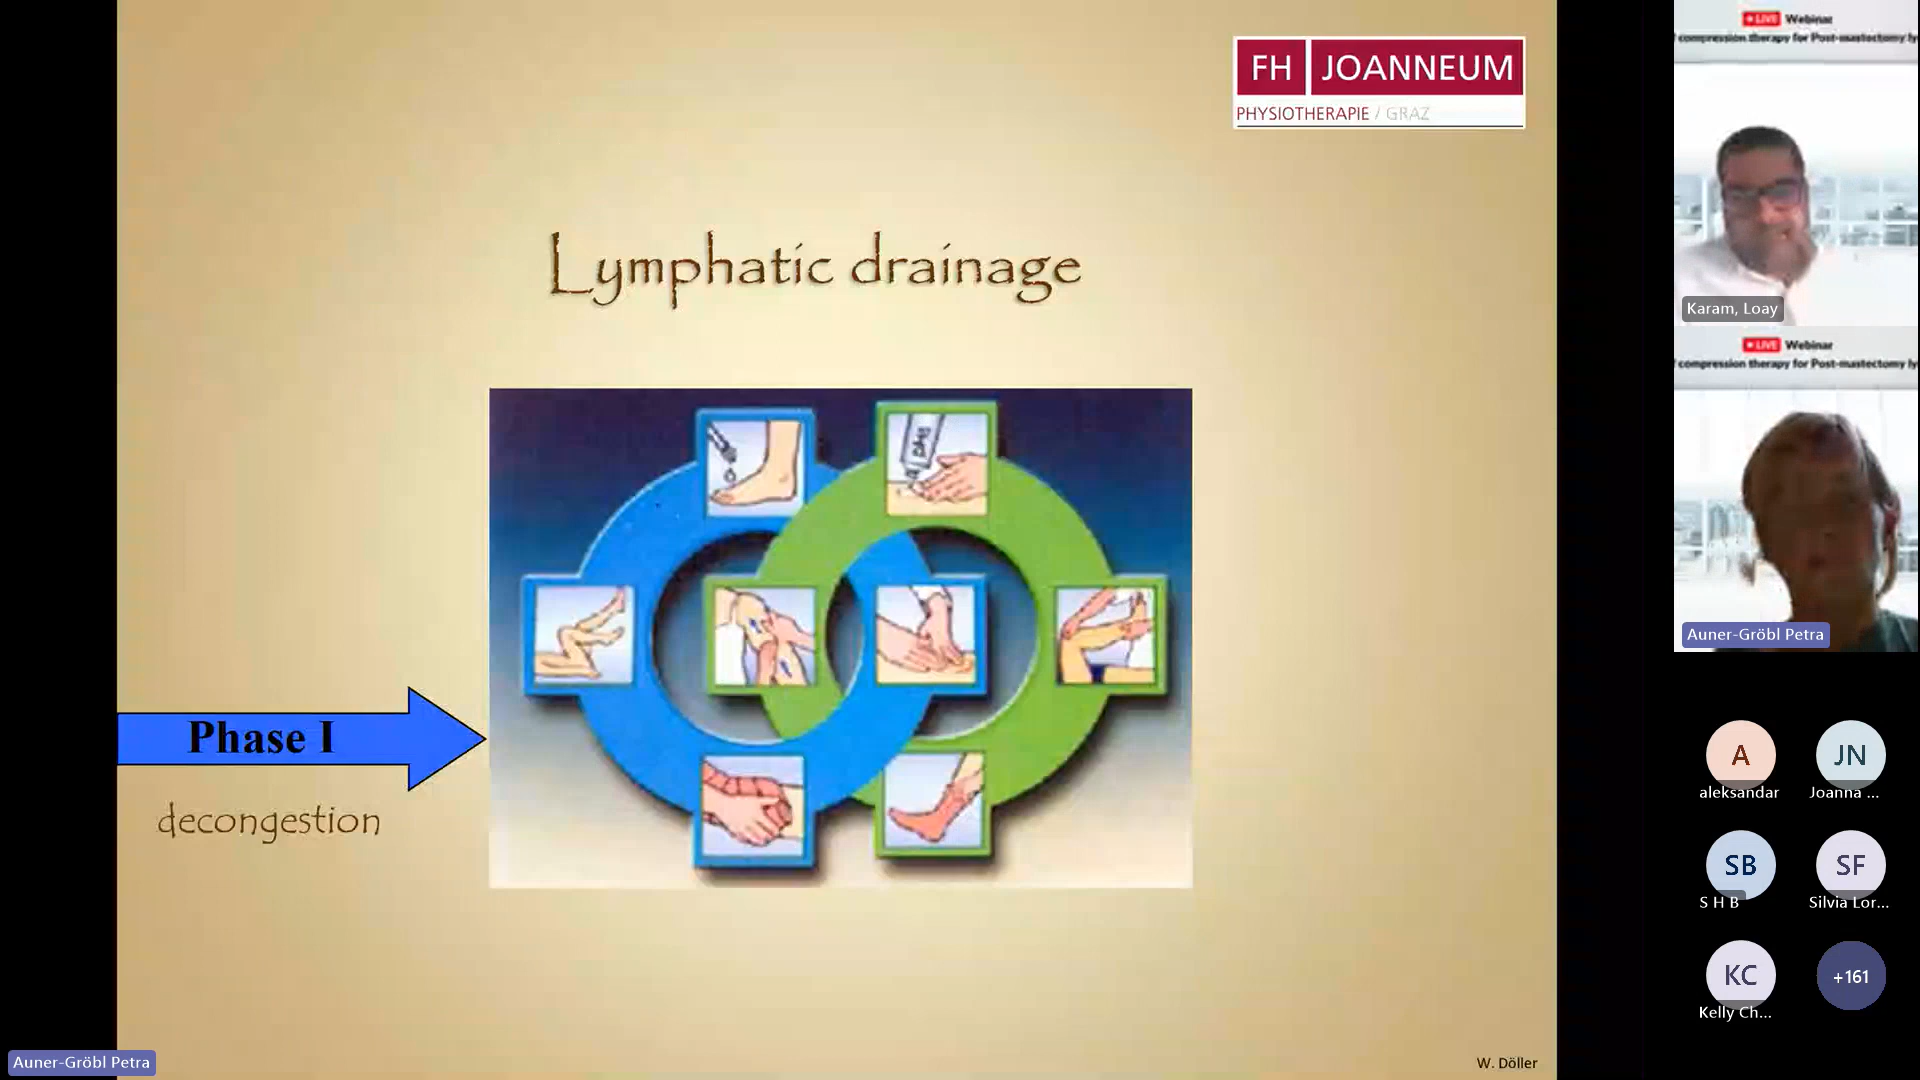 FH JOANNEUM
PHYSIOTHERAPIE / GRAZ
Lymphatic drainage
pH5
Phase I
decongestion
W. Döller
Auner-Gröbl Petra
LIVE Webinar
compression therapy for Post-mastectomy ly
Karam, Loay
LIVE Webinar
compression therapy for Post-mastectomy ly
Auner-Gröbl Petra
A
aleksandar
JN
Joanna ...
SB
S H B
SF
Silvia Lor...
KC
Kelly Ch...
+161